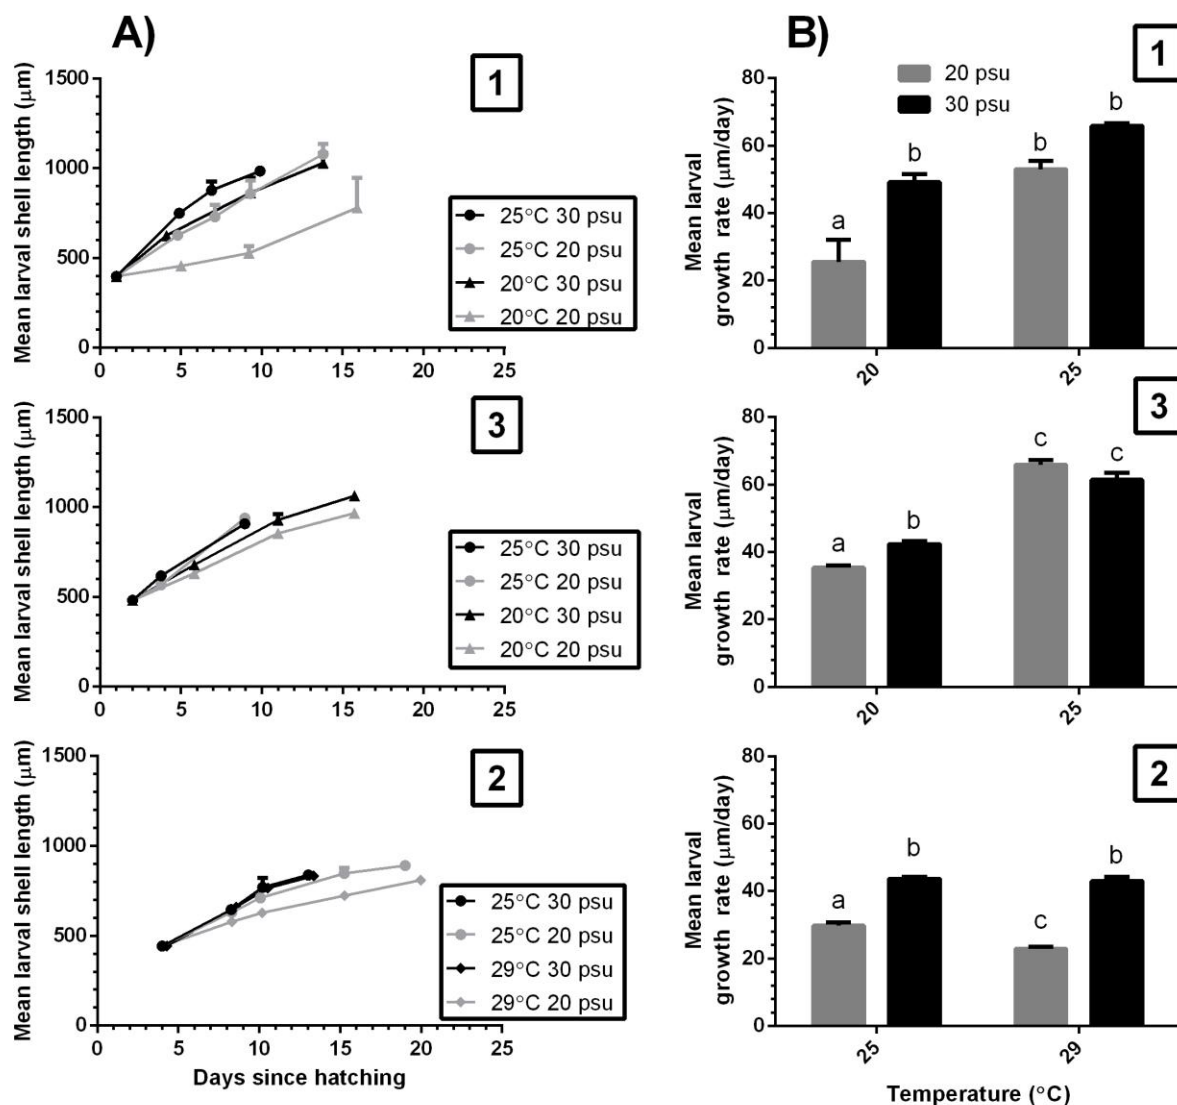 A)
1
Mean larval shell length (μm)
1500
1000
500
0
0 5 10 15 20 25
25°C 30 psu
25°C 20 psu
20°C 30 psu
20°C 20 psu
3
Mean larval shell length (μm)
1500
1000
500
0
0 5 10 15 20 25
25°C 30 psu
25°C 20 psu
20°C 30 psu
20°C 20 psu
2
Mean larval shell length (μm)
1500
1000
500
0
0 5 10 15 20 25
25°C 30 psu
25°C 20 psu
29°C 30 psu
29°C 20 psu
Days since hatching
B)
1
20 psu
30 psu
Mean larval
growth rate (μm/day)
80
60
40
20
0
a b b b
20 25
3
Mean larval
growth rate (μm/day)
80
60
40
20
0
a b c c
20 25
2
Mean larval
growth rate (μm/day)
80
60
40
20
0
a b c b
25 29
Temperature (°C)